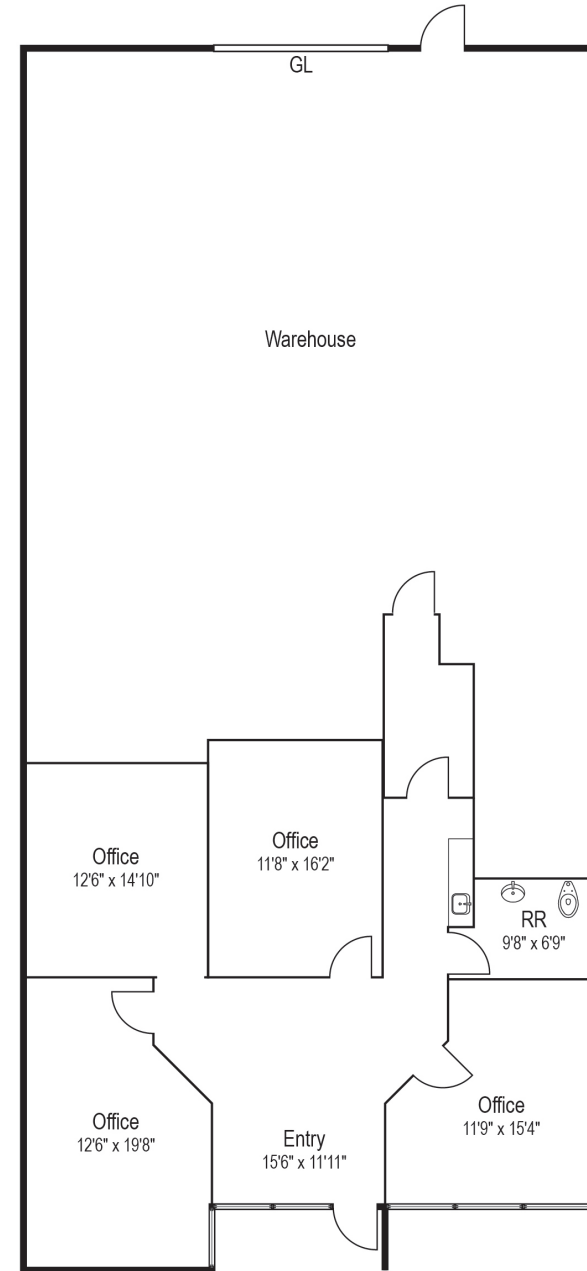 GL
Warehouse
Office
12'6" x 14'10"
Office
11'8" x 16'2"
RR
9'8" x 6'9"
Office
12'6" x 19'8"
Entry
15'6" x 11'11"
Office
11'9" x 15'4"